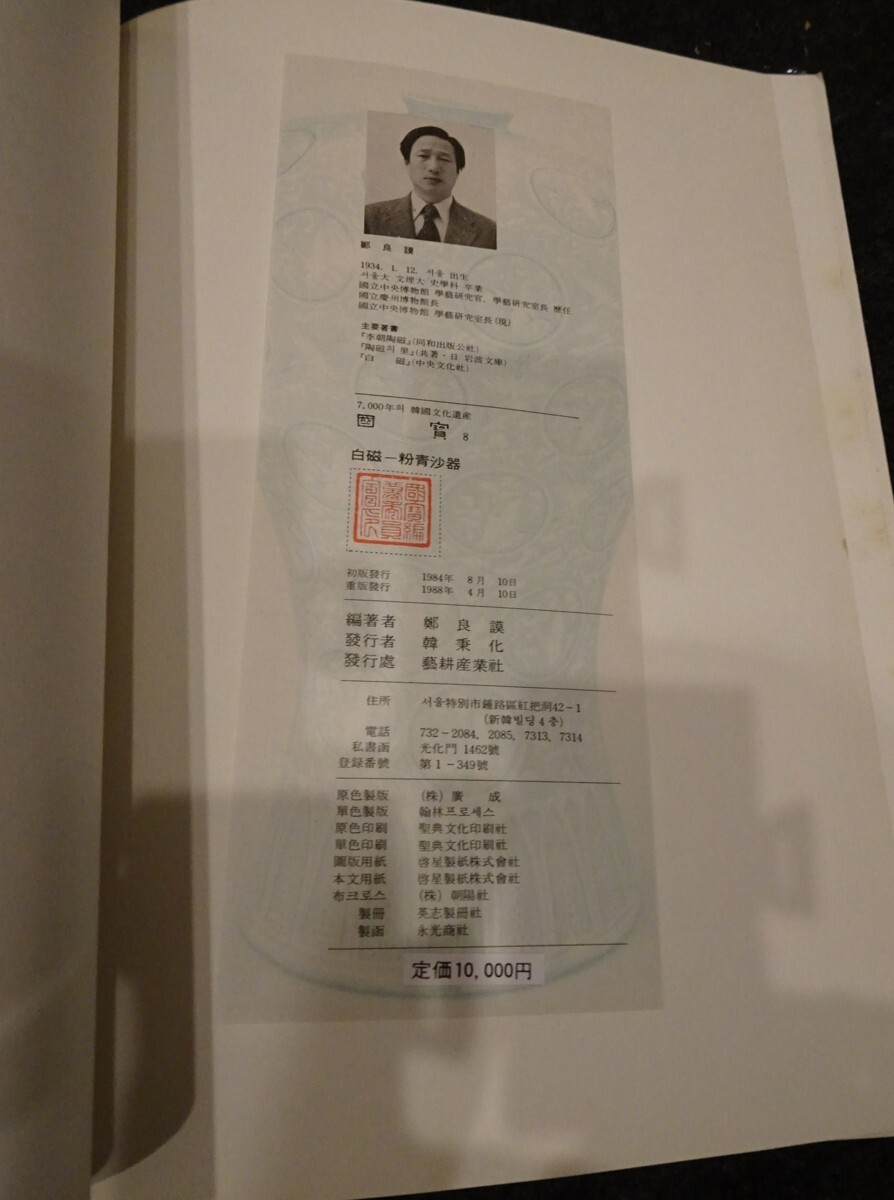 鄭良謨
1934. 1. 12. 서울 出生
서울大 文理大 史學科 卒業
國立中央博物館 學藝研究官, 學藝研究室長 歷任
國立慶州博物館長
國立中央博物館 學藝研究室長(現)
主要著書
『李朝陶磁』(同和出版公社)
『陶磁의 里』(共著·日 岩波文庫)
『白 磁』(中央文化社)
7,000年의 韓國文化遺産
國 寶 8
白磁－粉青沙器
初版發行 1984年 8月 10日
重版發行 1988年 4月 10日
編著者 鄭良謨
發行者 韓秉化
發行處 藝耕産業社
住所 서울特別市鍾路區紅把洞42－1
(新韓빌딩 4층)
電話 732－2084, 2085, 7313, 7314
私書函 光化門 1462號
登録番號 第1－349號
原色製版 (株) 廣成
單色製版 翰林프로세스
原色印刷 聖典文化印刷社
單色印刷 聖典文化印刷社
圖版用紙 啓星製紙株式會社
本文用紙 啓星製紙株式會社
布크로스 (株) 朝陽社
製冊 英志製冊社
製函 永光商社
定価10,000円